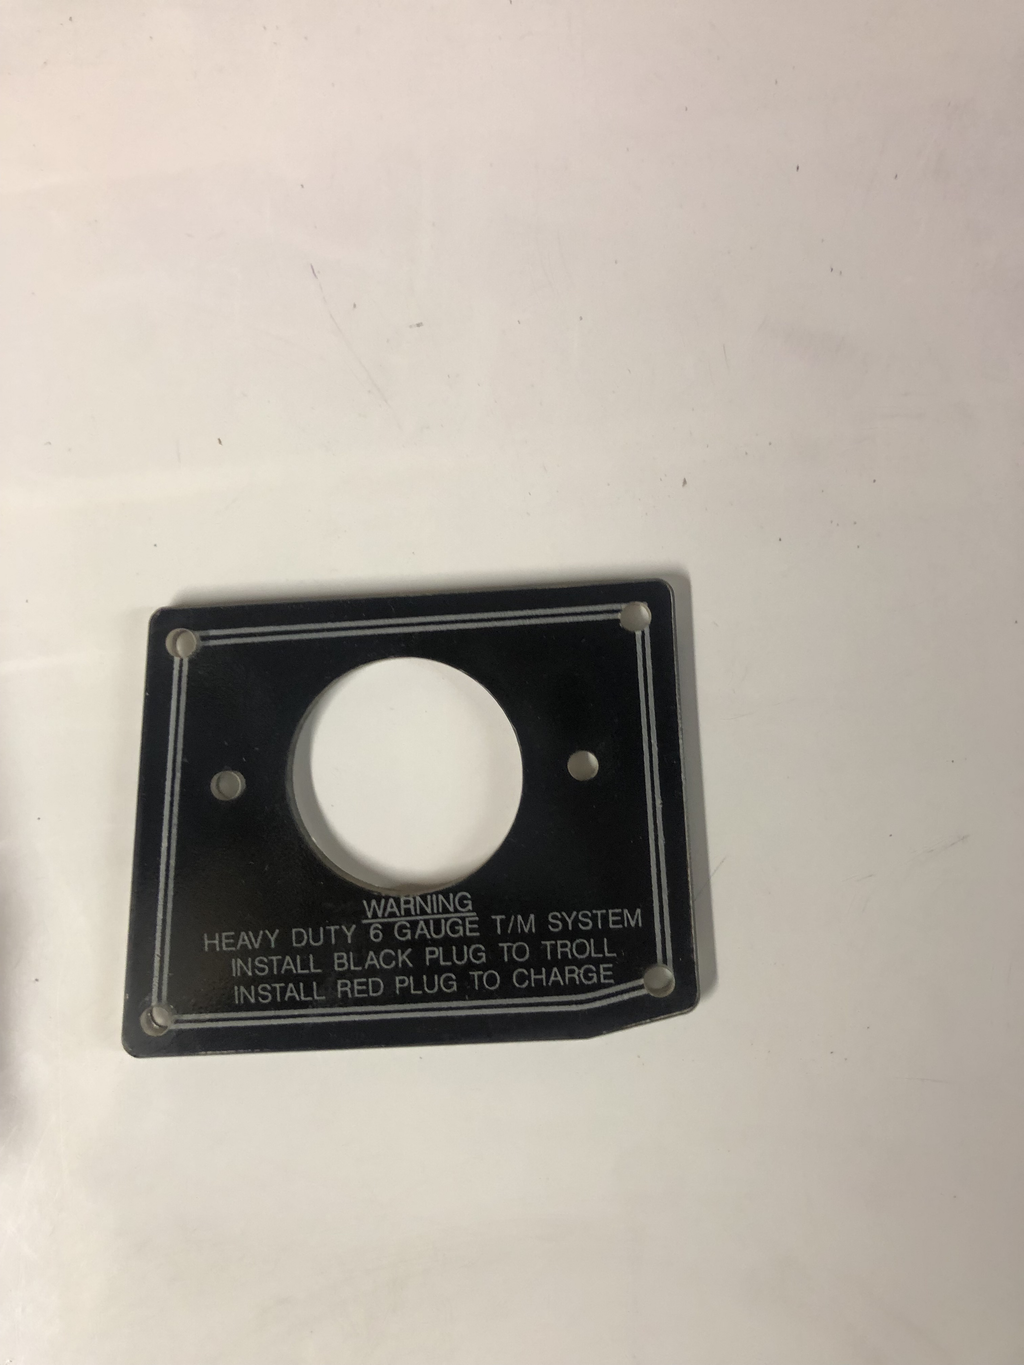 WARNING
HEAVY DUTY 6 GAUGE T/M SYSTEM
INSTALL BLACK PLUG TO TROLL
INSTALL RED PLUG TO CHARGE